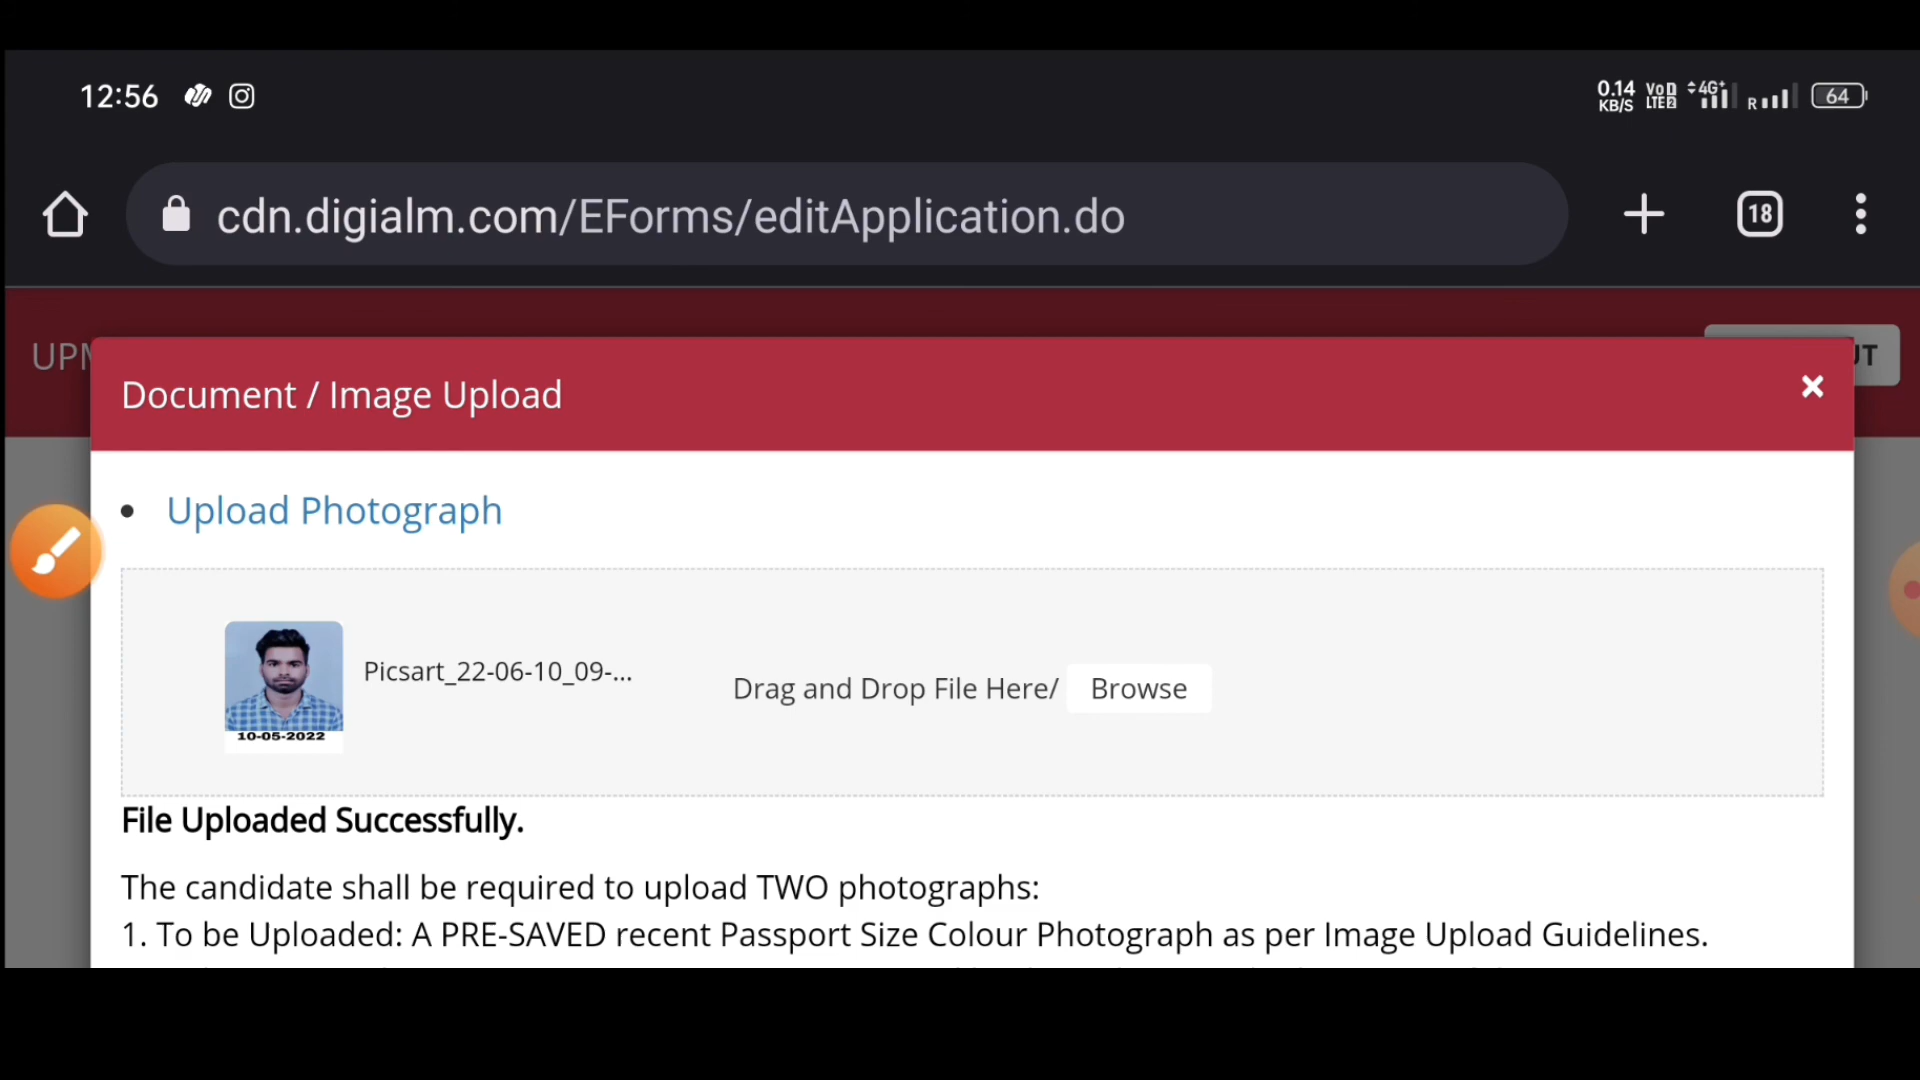 12:56
0.14 KB/S VoD LTE2 4G+ R 64
cdn.digialm.com/EForms/editApplication.do
18
Document / Image Upload
Upload Photograph
Picsart_22-06-10_09-...
Drag and Drop File Here/ Browse
10-05-2022
File Uploaded Successfully.
The candidate shall be required to upload TWO photographs:
1. To be Uploaded: A PRE-SAVED recent Passport Size Colour Photograph as per Image Upload Guidelines.